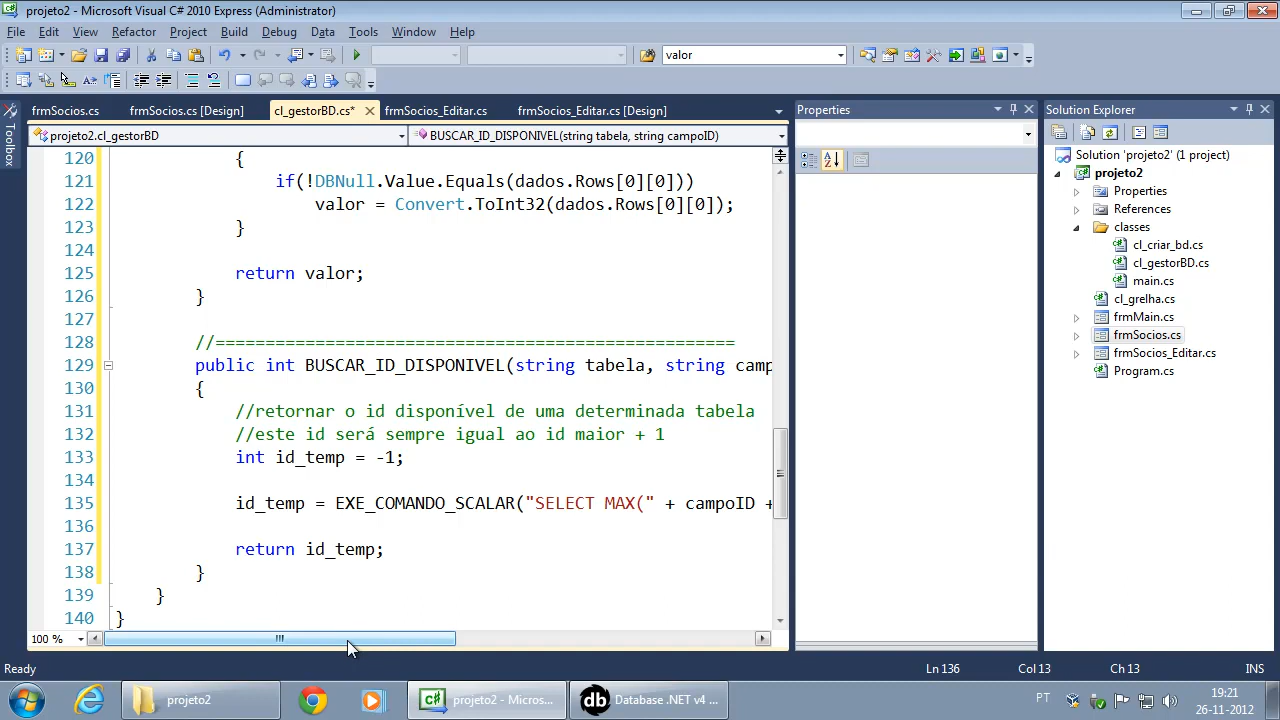 projeto2 - Microsoft Visual C# 2010 Express (Administrator)
File Edit View Refactor Project Build Debug Data Tools Window Help
valor
frmSocios.cs frmSocios.cs [Design] cl_gestorBD.cs* frmSocios_Editar.cs frmSocios_Editar.cs [Design]
Properties
Solution Explorer
Toolbox
projeto2.cl_gestorBD
BUSCAR_ID_DISPONIVEL(string tabela, string campoID)
120 {
121 if(!DBNull.Value.Equals(dados.Rows[0][0]))
122 valor = Convert.ToInt32(dados.Rows[0][0]);
123 }
124
125 return valor;
126 }
127
128 //====================================================
129 public int BUSCAR_ID_DISPONIVEL(string tabela, string camp
130 {
131 //retornar o id disponível de uma determinada tabela
132 //este id será sempre igual ao id maior + 1
133 int id_temp = -1;
134
135 id_temp = EXE_COMANDO_SCALAR("SELECT MAX(" + campoID +
136
137 return id_temp;
138 }
139 }
140 }
Solution 'projeto2' (1 project)
projeto2
Properties
References
classes
cl_criar_bd.cs
cl_gestorBD.cs
main.cs
cl_grelha.cs
frmMain.cs
frmSocios.cs
frmSocios_Editar.cs
Program.cs
100 %
Ready
Ln 136 Col 13 Ch 13 INS
projeto2
projeto2 - Micros...
db
Database .NET v4 ...
PT
19:21
26-11-2012